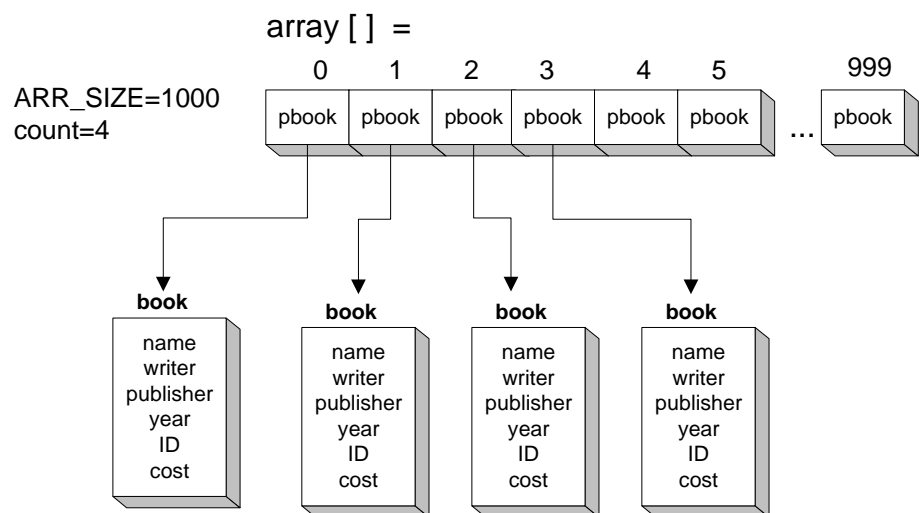 array [ ] =
0 1 2 3 4 5 999
ARR_SIZE=1000
count=4
pbook pbook pbook pbook pbook pbook ... pbook
book book book book
name name name name
writer writer writer writer
publisher publisher publisher publisher
year year year year
ID ID ID ID
cost cost cost cost